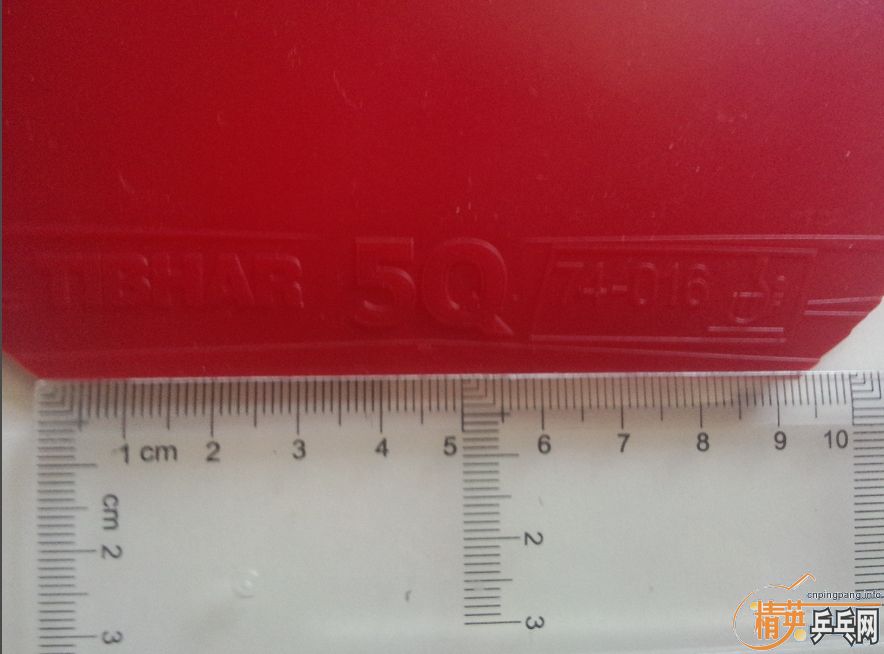 TIBHAR 5Q 74-016
1 cm 2 3 4 5 6 7 8 9 10
cm 2 3
2
3
cnpingpang.info
精英乒乓网